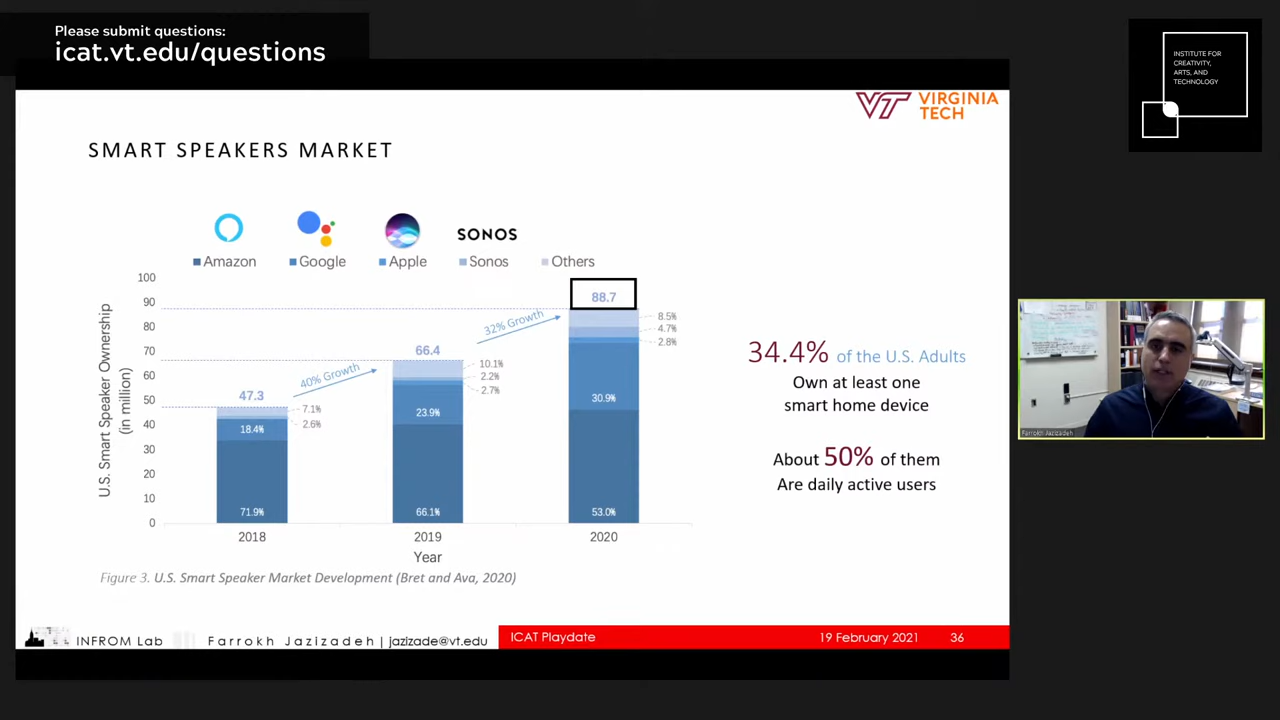 Please submit questions:
icat.vt.edu/questions
INSTITUTE FOR
CREATIVITY,
ARTS, AND
TECHNOLOGY
VT VIRGINIA
TECH
SMART SPEAKERS MARKET
SONOS
Amazon Google Apple Sonos Others
U.S. Smart Speaker Ownership
(in million)
100
90
80
70
60
50
40
30
20
10
0
47.3
7.1%
2.6%
18.4%
71.9%
40% Growth
66.4
10.1%
2.2%
2.7%
23.9%
66.1%
32% Growth
88.7
8.5%
4.7%
2.8%
30.9%
53.0%
2018 2019 2020
Year
Figure 3. U.S. Smart Speaker Market Development (Bret and Ava, 2020)
34.4% of the U.S. Adults
Own at least one
smart home device
About 50% of them
Are daily active users
Farrokh Jazizadeh
INFROM Lab Farrokh Jazizadeh | jazizade@vt.edu ICAT Playdate 19 February 2021 36